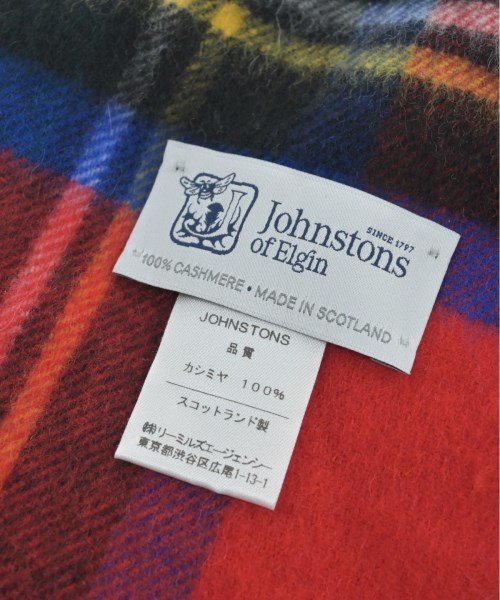 Johnstons
of Elgin
SINCE 1797
100% CASHMERE • MADE IN SCOTLAND
JOHNSTONS
品質
カシミヤ 100%
スコットランド製
㈱リーミルズエージェンシー
東京都渋谷区広尾1-13-1